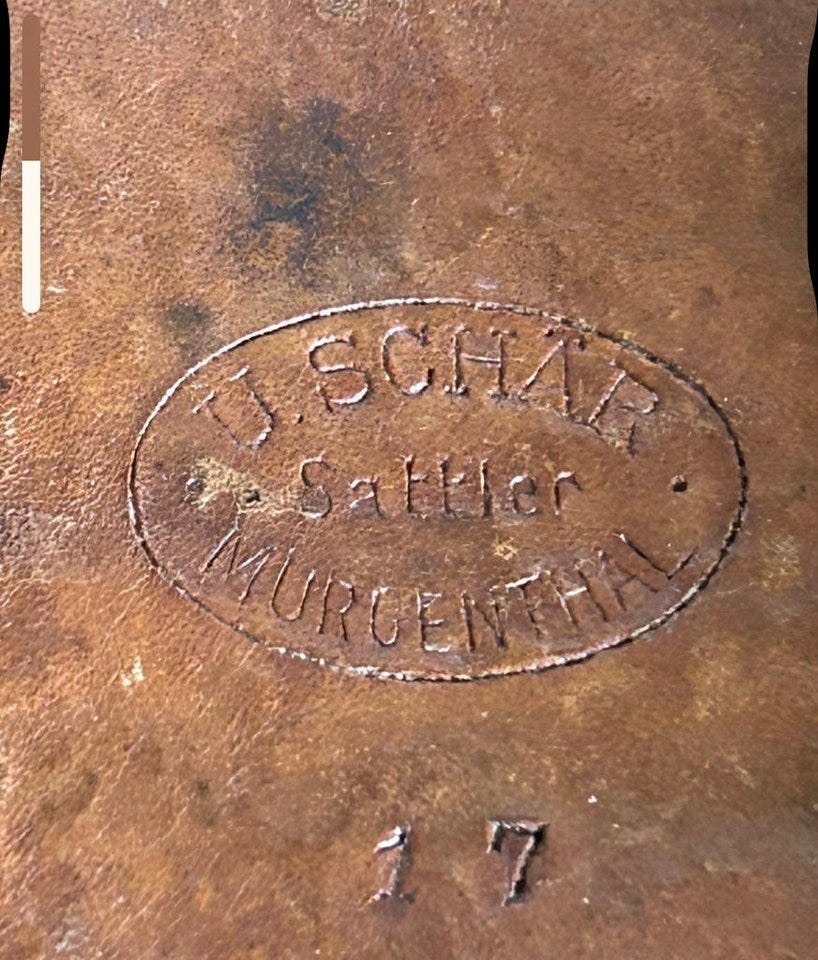 U. SCHÄR
Sattler
MURGENTHAL
17